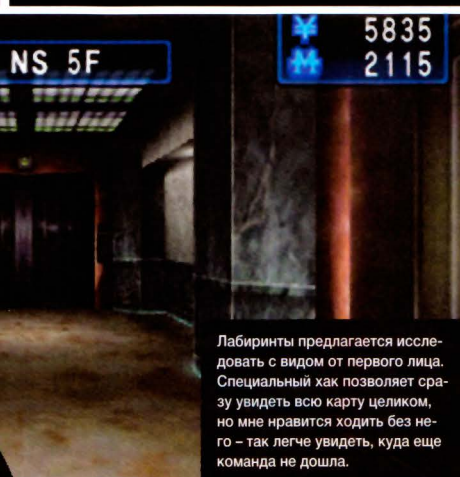 NS 5F
¥ 5835
M 2115
Лабиринты предлагается иссле-
довать с видом от первого лица.
Специальный хак позволяет сра-
зу увидеть всю карту целиком,
но мне нравится ходить без не-
го – так легче увидеть, куда еще
команда не дошла.